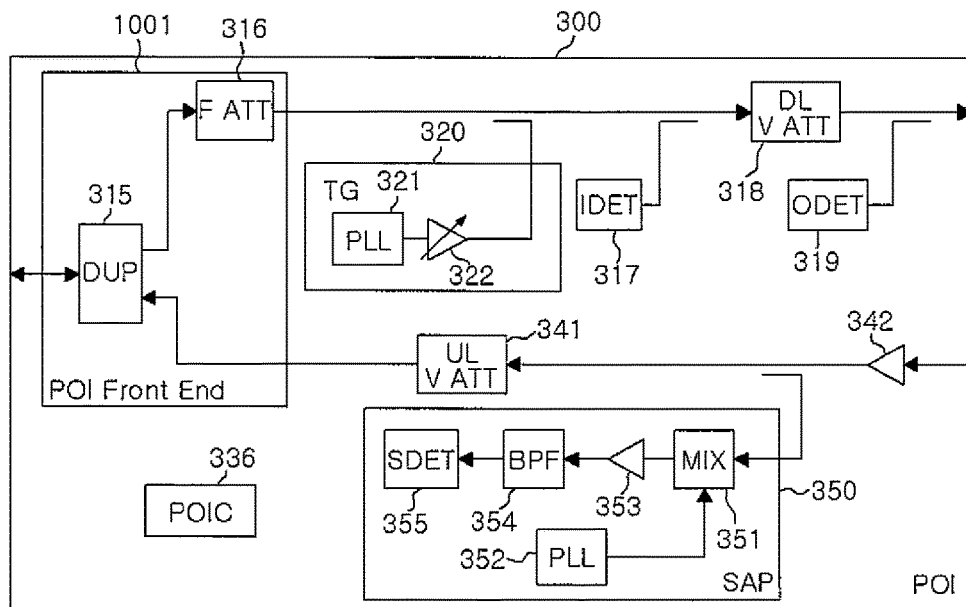 1001
316
300
F ATT
DL
V ATT
320
318
315
TG
321
IDET
ODET
PLL
322
317
319
DUP
341
342
UL
V ATT
POI Front End
336
SDET
BPF
MIX
350
POIC
355
354
353
351
352
PLL
SAP
POI